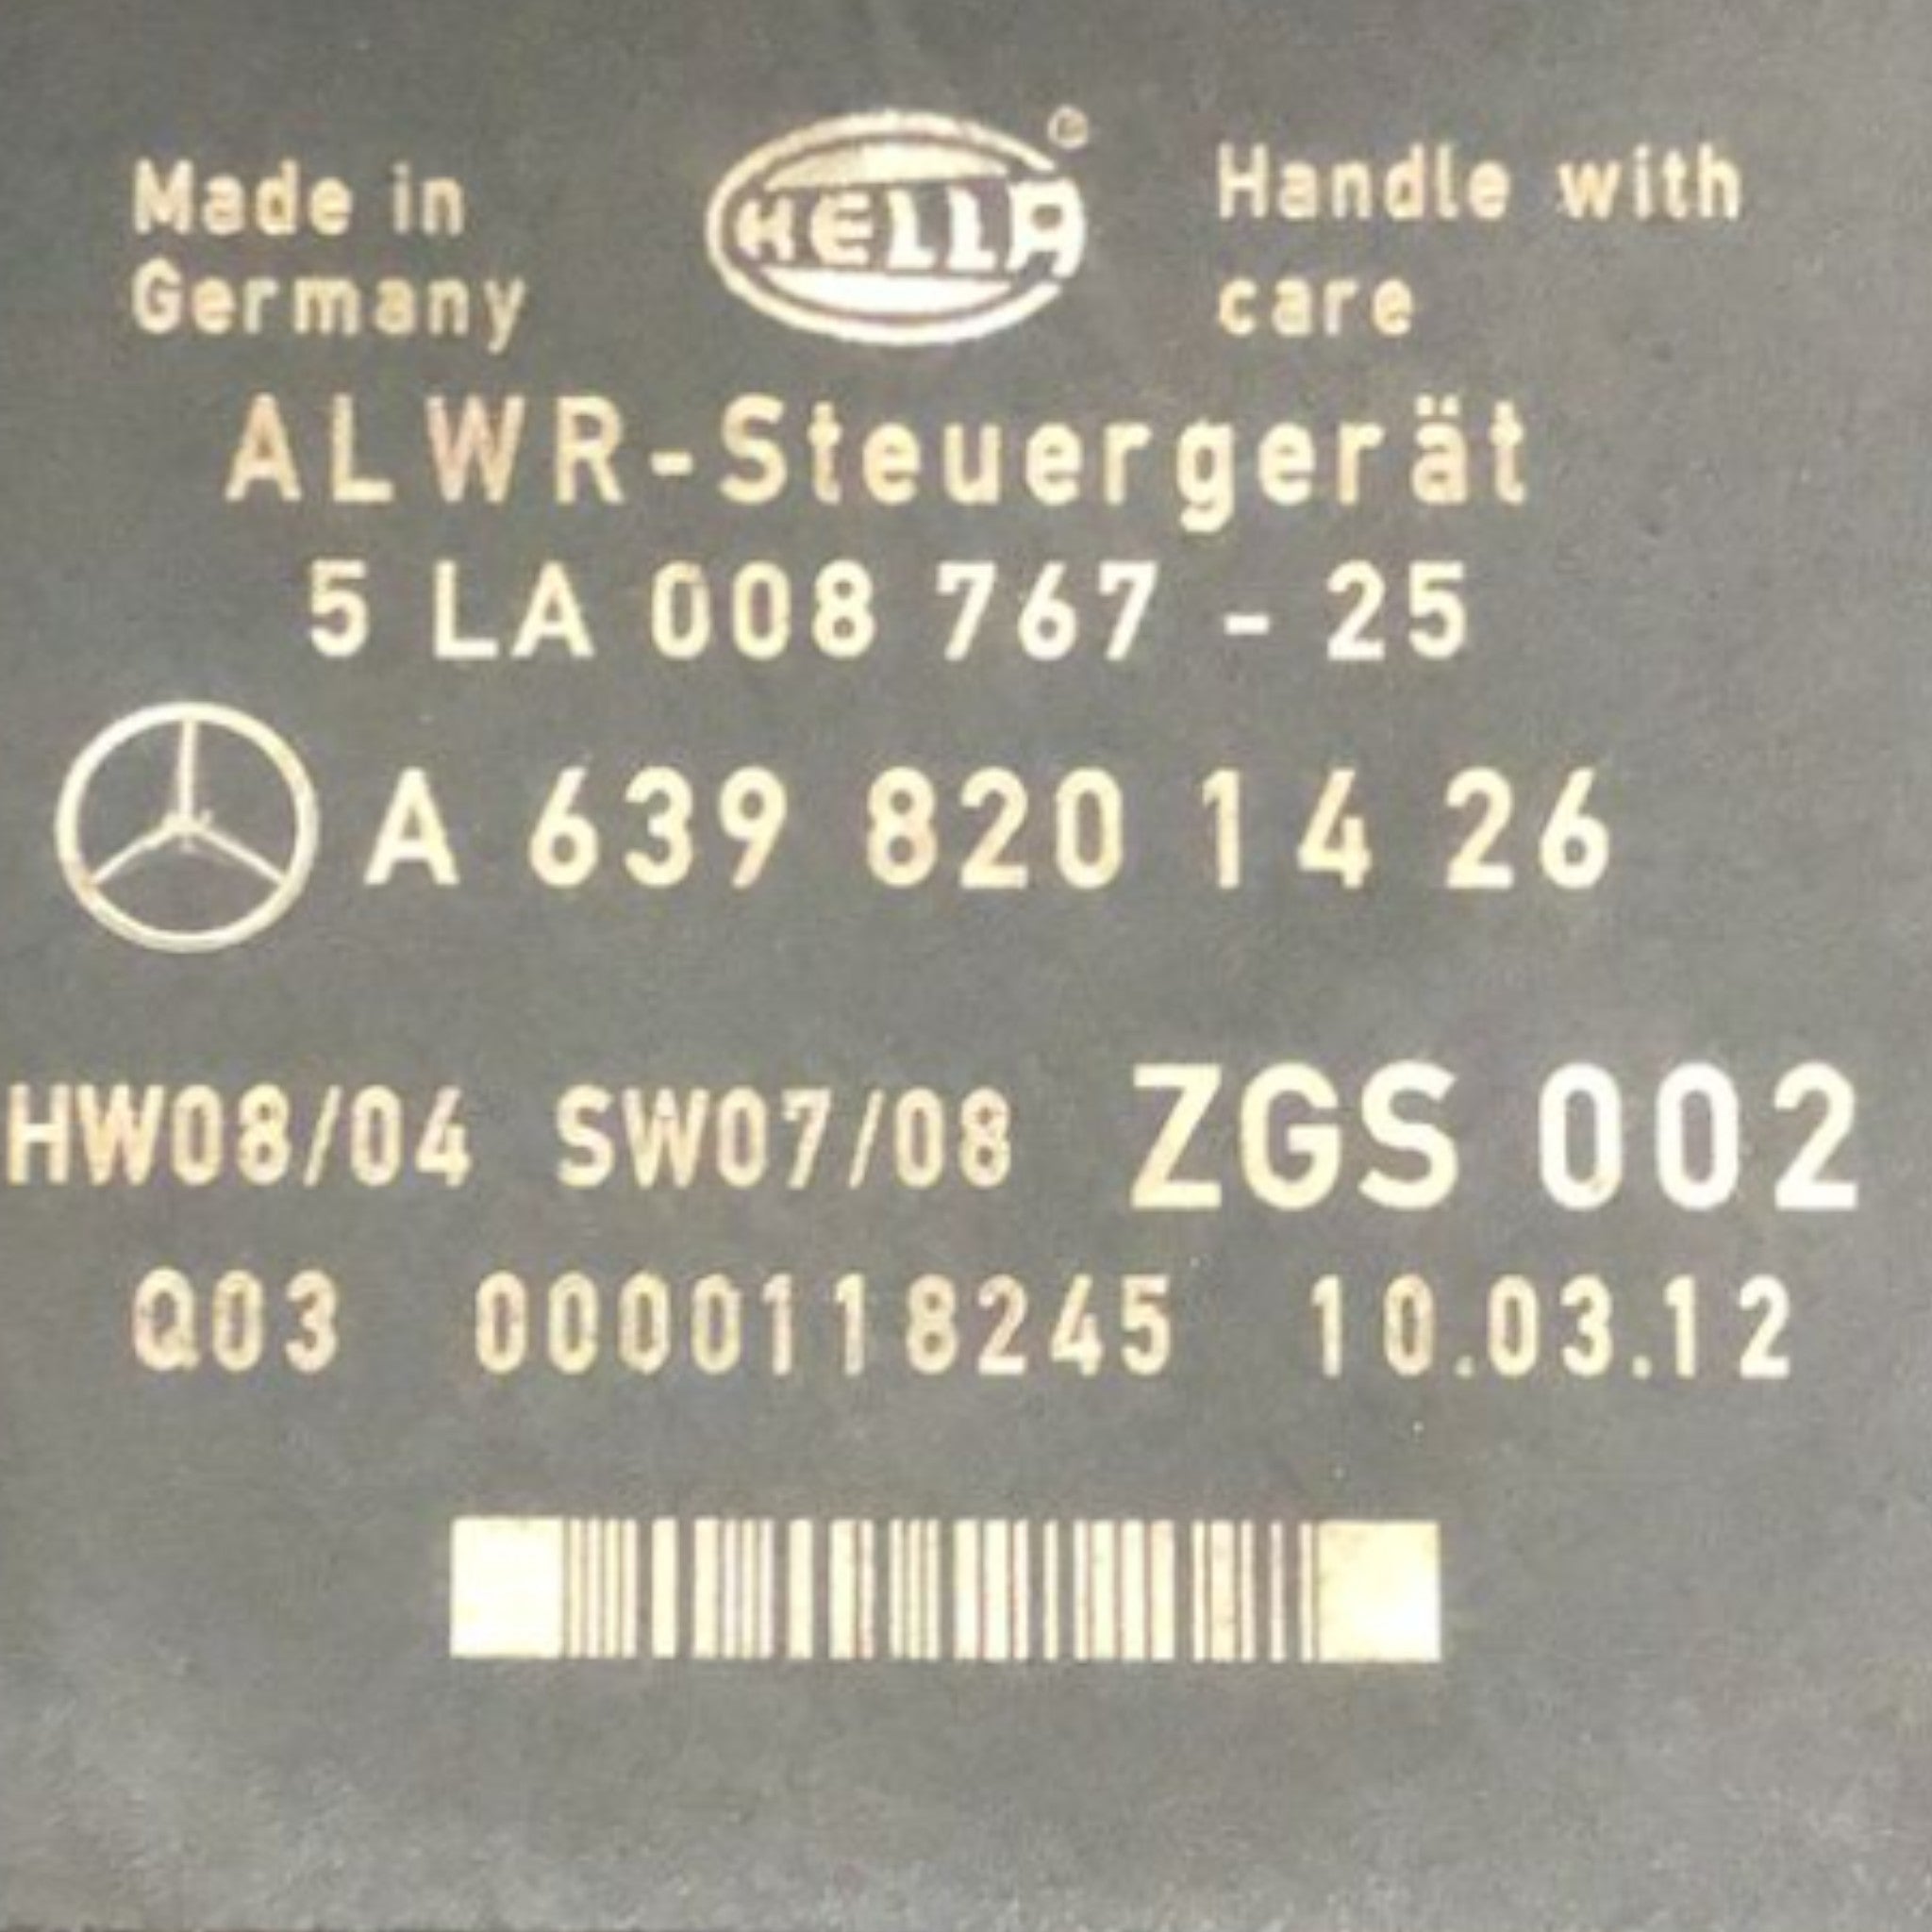 Made in
Germany
HELLA
®
Handle with
care
ALWR-Steuergerät
5 LA 008 767 - 25
A 639 820 14 26
HW08/04 SW07/08 ZGS 002
Q03 0000118245 10.03.12